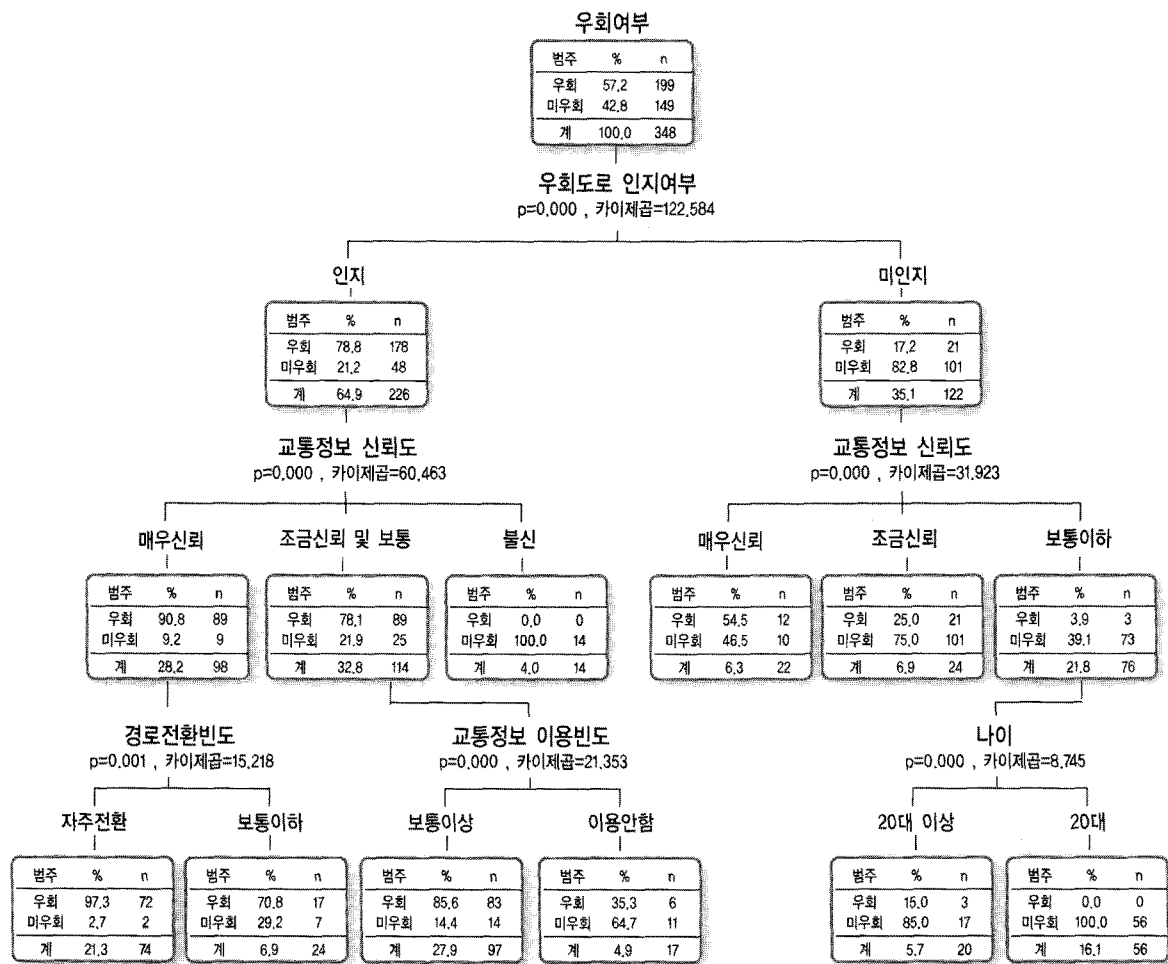 우회여부
범주 % n
우회 57.2 199
미우회 42.8 149
계 100.0 348
우회도로 인지여부
p=0.000 , 카이제곱=122.584
인지
범주 % n
우회 78.8 178
미우회 21.2 48
계 64.9 226
미인지
범주 % n
우회 17.2 21
미우회 82.8 101
계 35.1 122
교통정보 신뢰도
p=0.000 , 카이제곱=60.463
교통정보 신뢰도
p=0.000 , 카이제곱=31.923
매우신뢰
범주 % n
우회 90.8 89
미우회 9.2 9
계 28.2 98
조금신뢰 및 보통
범주 % n
우회 78.1 89
미우회 21.9 25
계 32.8 114
불신
범주 % n
우회 0.0 0
미우회 100.0 14
계 4.0 14
매우신뢰
범주 % n
우회 54.5 12
미우회 46.5 10
계 6.3 22
조금신뢰
범주 % n
우회 25.0 21
미우회 75.0 101
계 6.9 24
보통이하
범주 % n
우회 3.9 3
미우회 39.1 73
계 21.8 76
경로전환빈도
p=0.001 , 카이제곱=15.218
교통정보 이용빈도
p=0.000 , 카이제곱=21.353
나이
p=0.000 , 카이제곱=8.745
자주전환
범주 % n
우회 97.3 72
미우회 2.7 2
계 21.3 74
보통이하
범주 % n
우회 70.8 17
미우회 29.2 7
계 6.9 24
보통이상
범주 % n
우회 85.6 83
미우회 14.4 14
계 27.9 97
이용안함
범주 % n
우회 35.3 6
미우회 64.7 11
계 4.9 17
20대 이상
범주 % n
우회 15.0 3
미우회 85.0 17
계 5.7 20
20대
범주 % n
우회 0.0 0
미우회 100.0 56
계 16.1 56